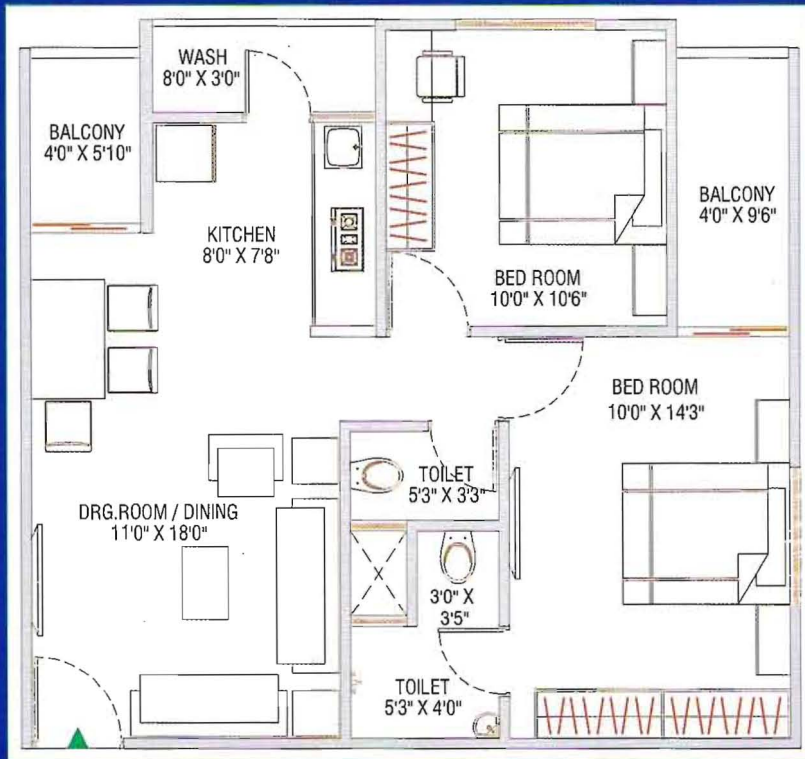 WASH
8'0" X 3'0"
BALCONY
4'0" X 5'10"
KITCHEN
8'0" X 7'8"
BED ROOM
10'0" X 10'6"
BALCONY
4'0" X 9'6"
BED ROOM
10'0" X 14'3"
TOILET
5'3" X 3'3"
DRG.ROOM / DINING
11'0" X 18'0"
3'0" X
3'5"
TOILET
5'3" X 4'0"